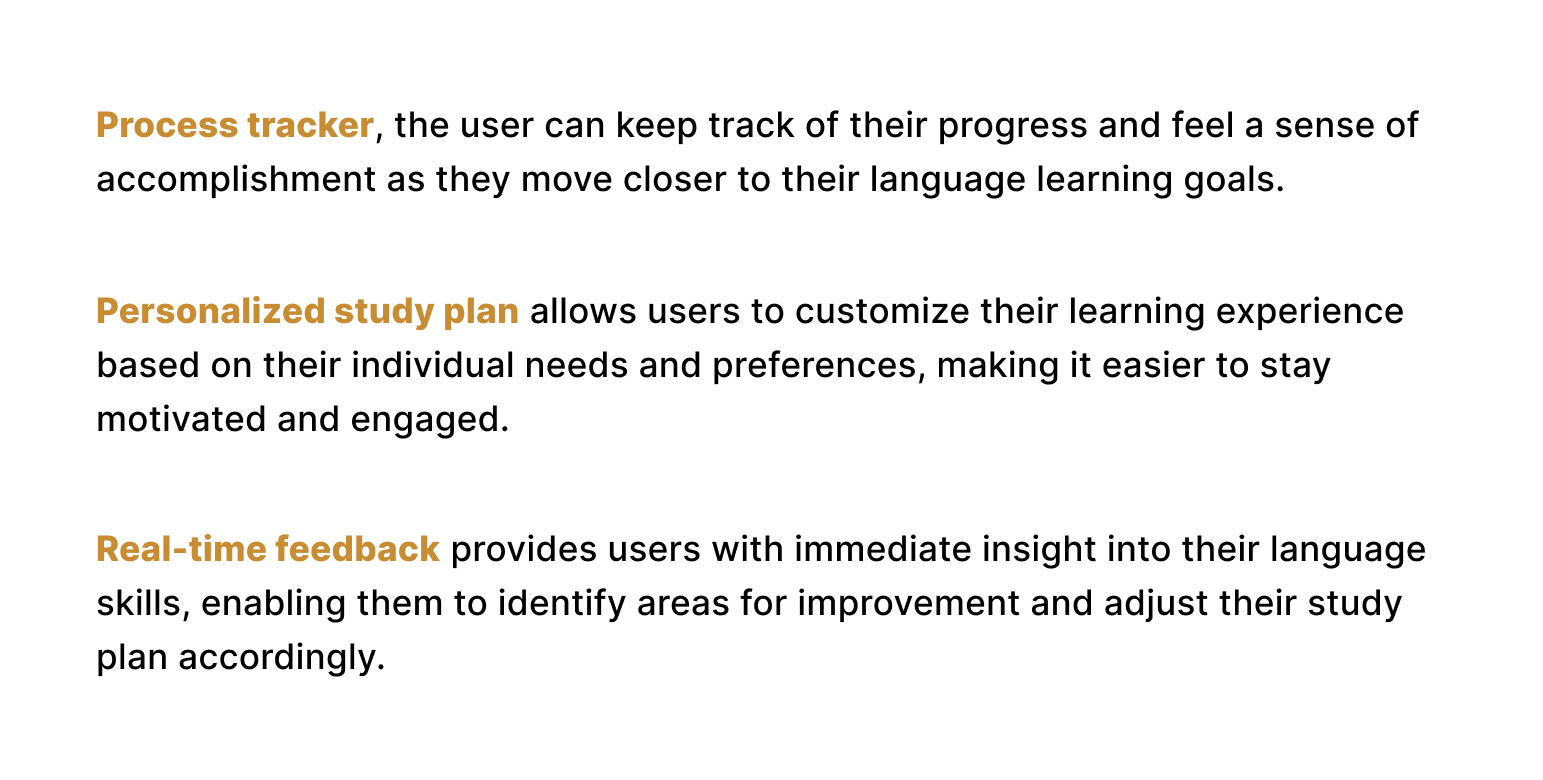 Process tracker, the user can keep track of their progress and feel a sense of
accomplishment as they move closer to their language learning goals.
Personalized study plan allows users to customize their learning experience
based on their individual needs and preferences, making it easier to stay
motivated and engaged.
Real-time feedback provides users with immediate insight into their language
skills, enabling them to identify areas for improvement and adjust their study
plan accordingly.